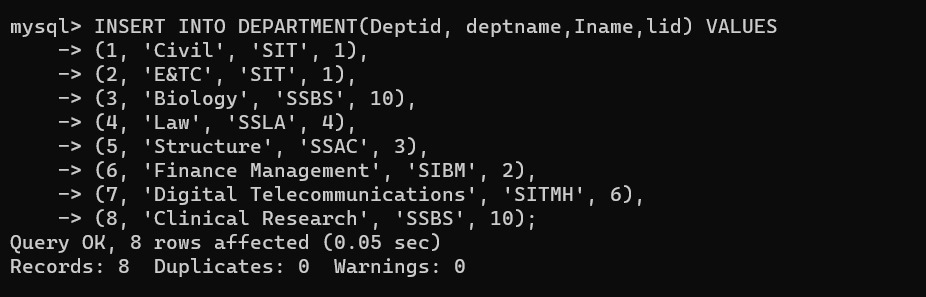 mysql> INSERT INTO DEPARTMENT(Deptid, deptname,Iname,lid) VALUES
    -> (1, 'Civil', 'SIT', 1),
    -> (2, 'E&TC', 'SIT', 1),
    -> (3, 'Biology', 'SSBS', 10),
    -> (4, 'Law', 'SSLA', 4),
    -> (5, 'Structure', 'SSAC', 3),
    -> (6, 'Finance Management', 'SIBM', 2),
    -> (7, 'Digital Telecommunications', 'SITMH', 6),
    -> (8, 'Clinical Research', 'SSBS', 10);
Query OK, 8 rows affected (0.05 sec)
Records: 8  Duplicates: 0  Warnings: 0